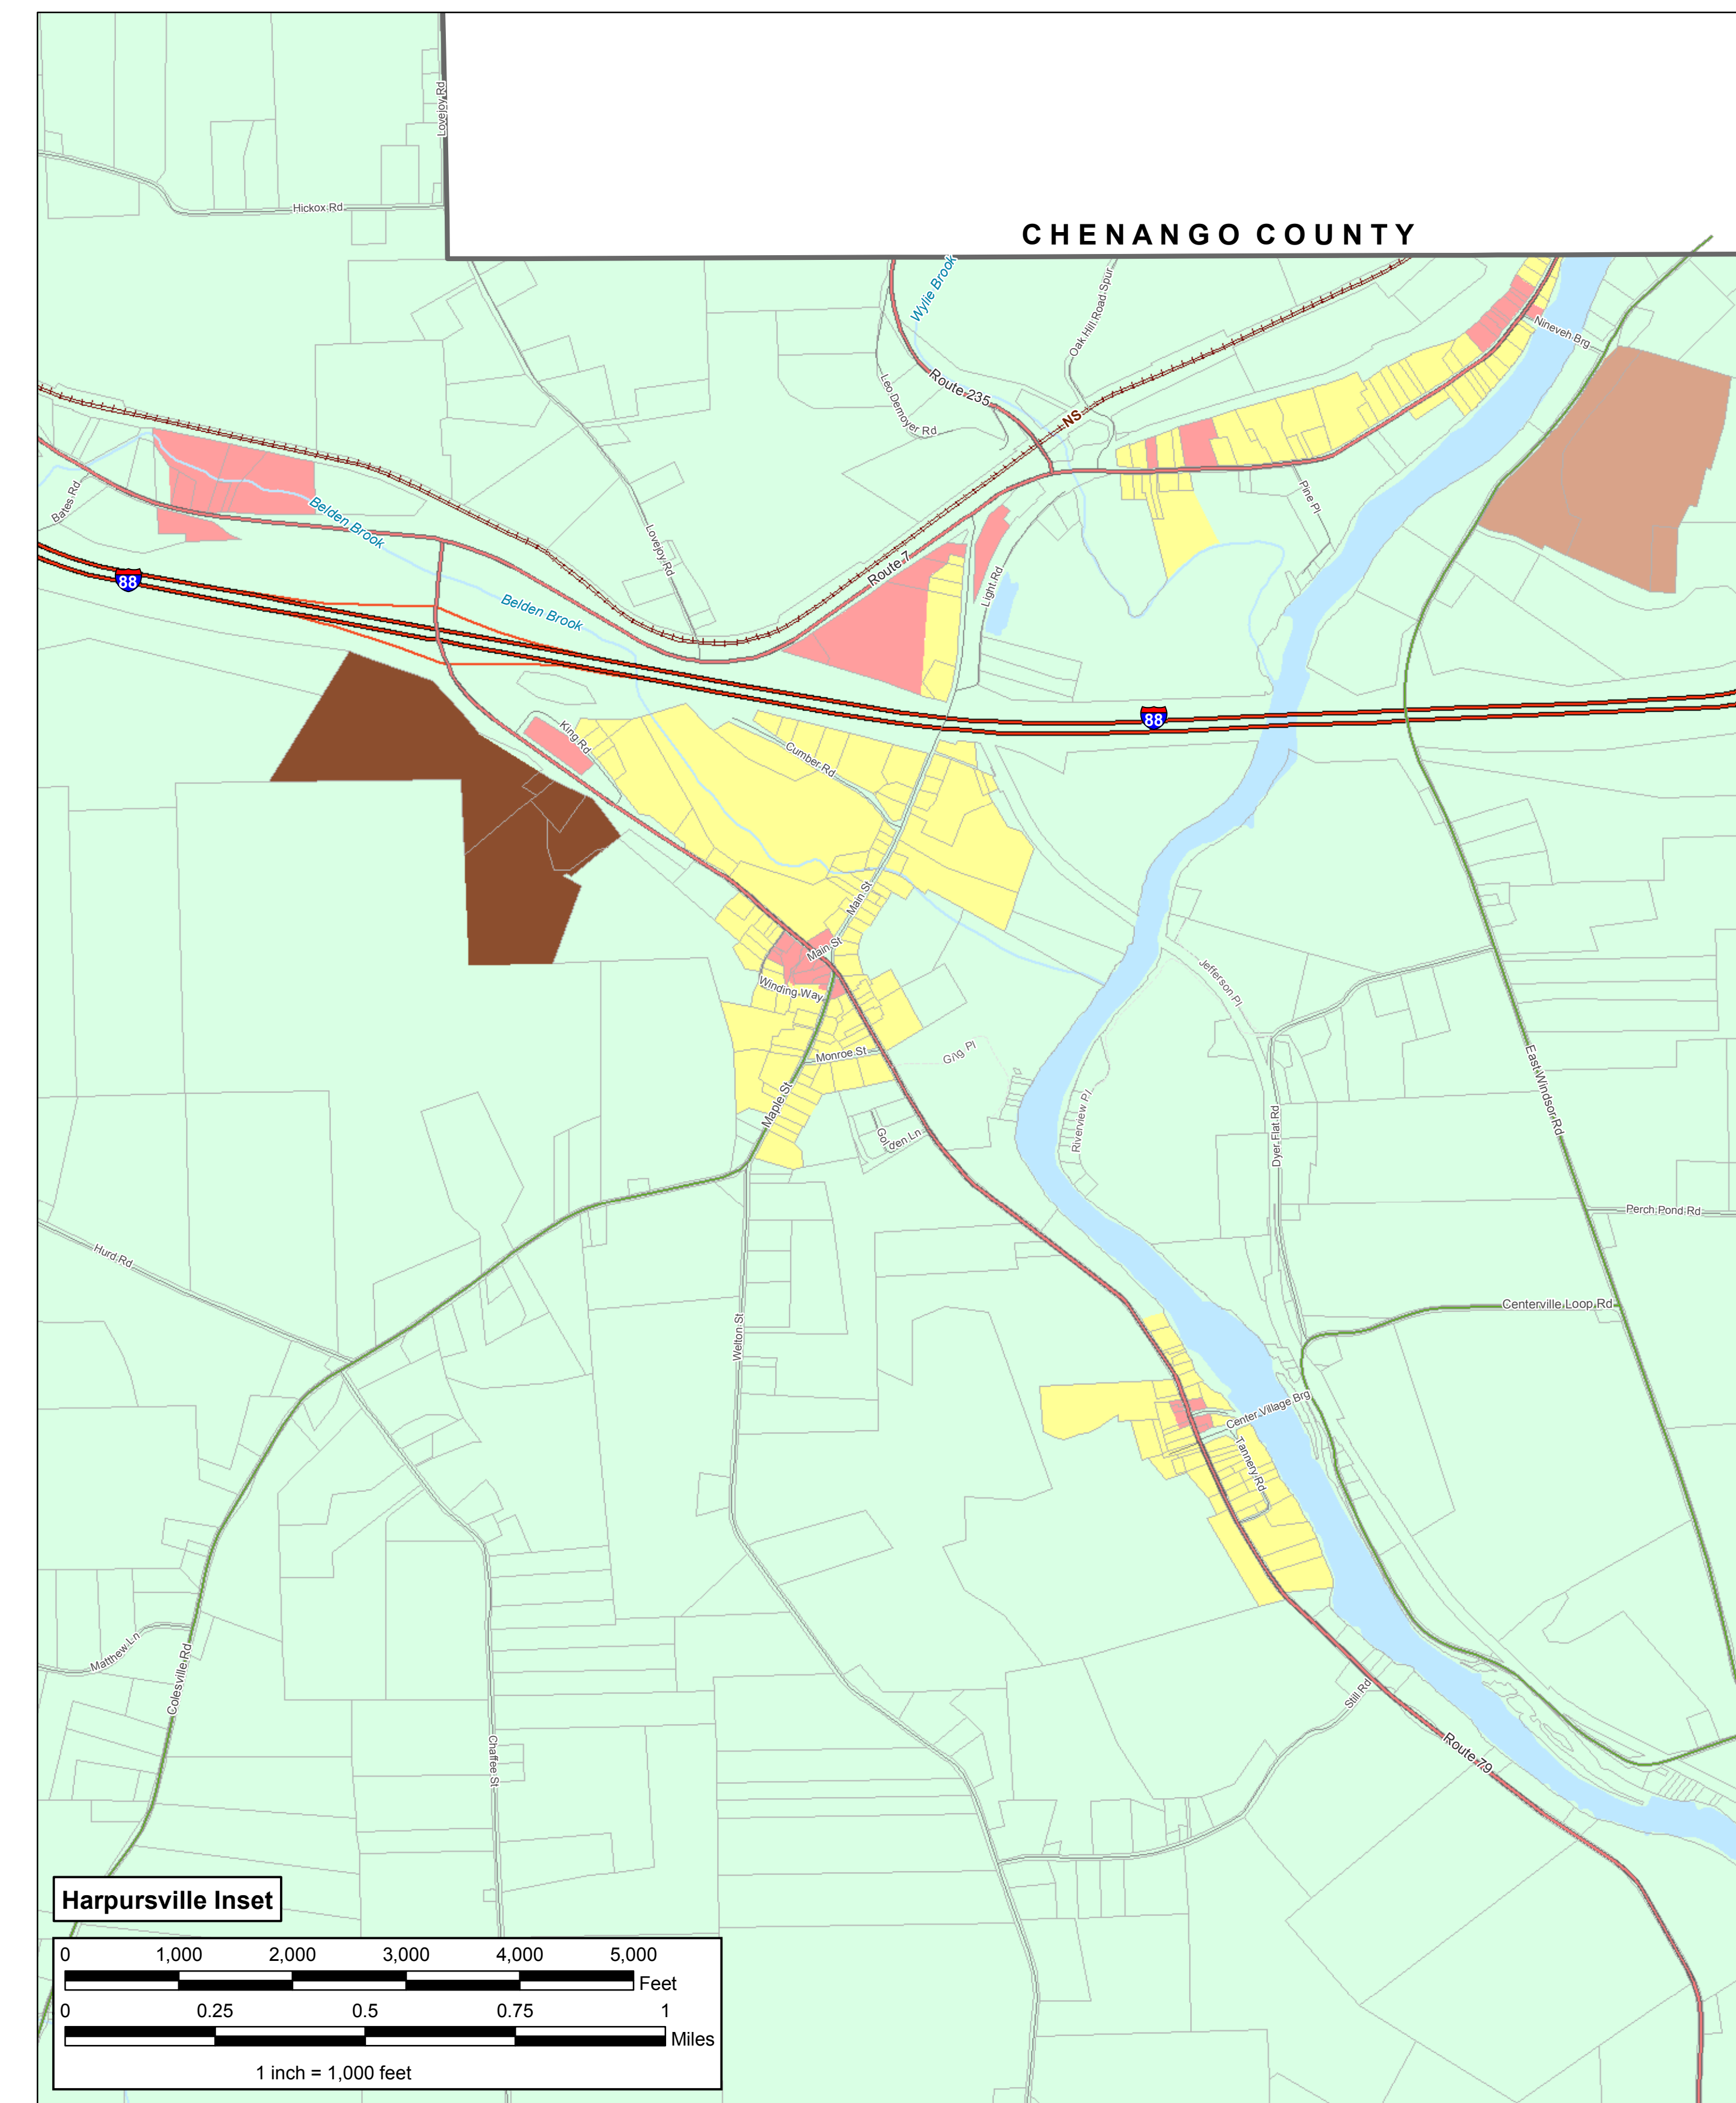 Lovejoy Rd
Hickox Rd
CHENANGO COUNTY
Wylie Brook
Oak Hill Road Spur
Nineveh Brg
Route 235
Leo Demoyer Rd
NS
Bates Rd
Belden Brook
Pine Pl
Lovejoy Rd
Route 7
Light Rd
88
Belden Brook
88
King Rd
Cumber Rd
Main St
Main St
Winding Way
Jefferson Pl
Monroe St
Grig Pl
East Windsor Rd
Maple St
Riverview Pl
Dyer Flat Rd
Golden Ln
Perch Pond Rd
Hurd Rd
Centerville Loop Rd
Welton St
Center Village Brg
Tannery Rd
Matthew Ln
Colesville Rd
Still Rd
Chaffee St
Route 79
Harpursville Inset
0 1,000 2,000 3,000 4,000 5,000
Feet
0 0.25 0.5 0.75 1
Miles
1 inch = 1,000 feet